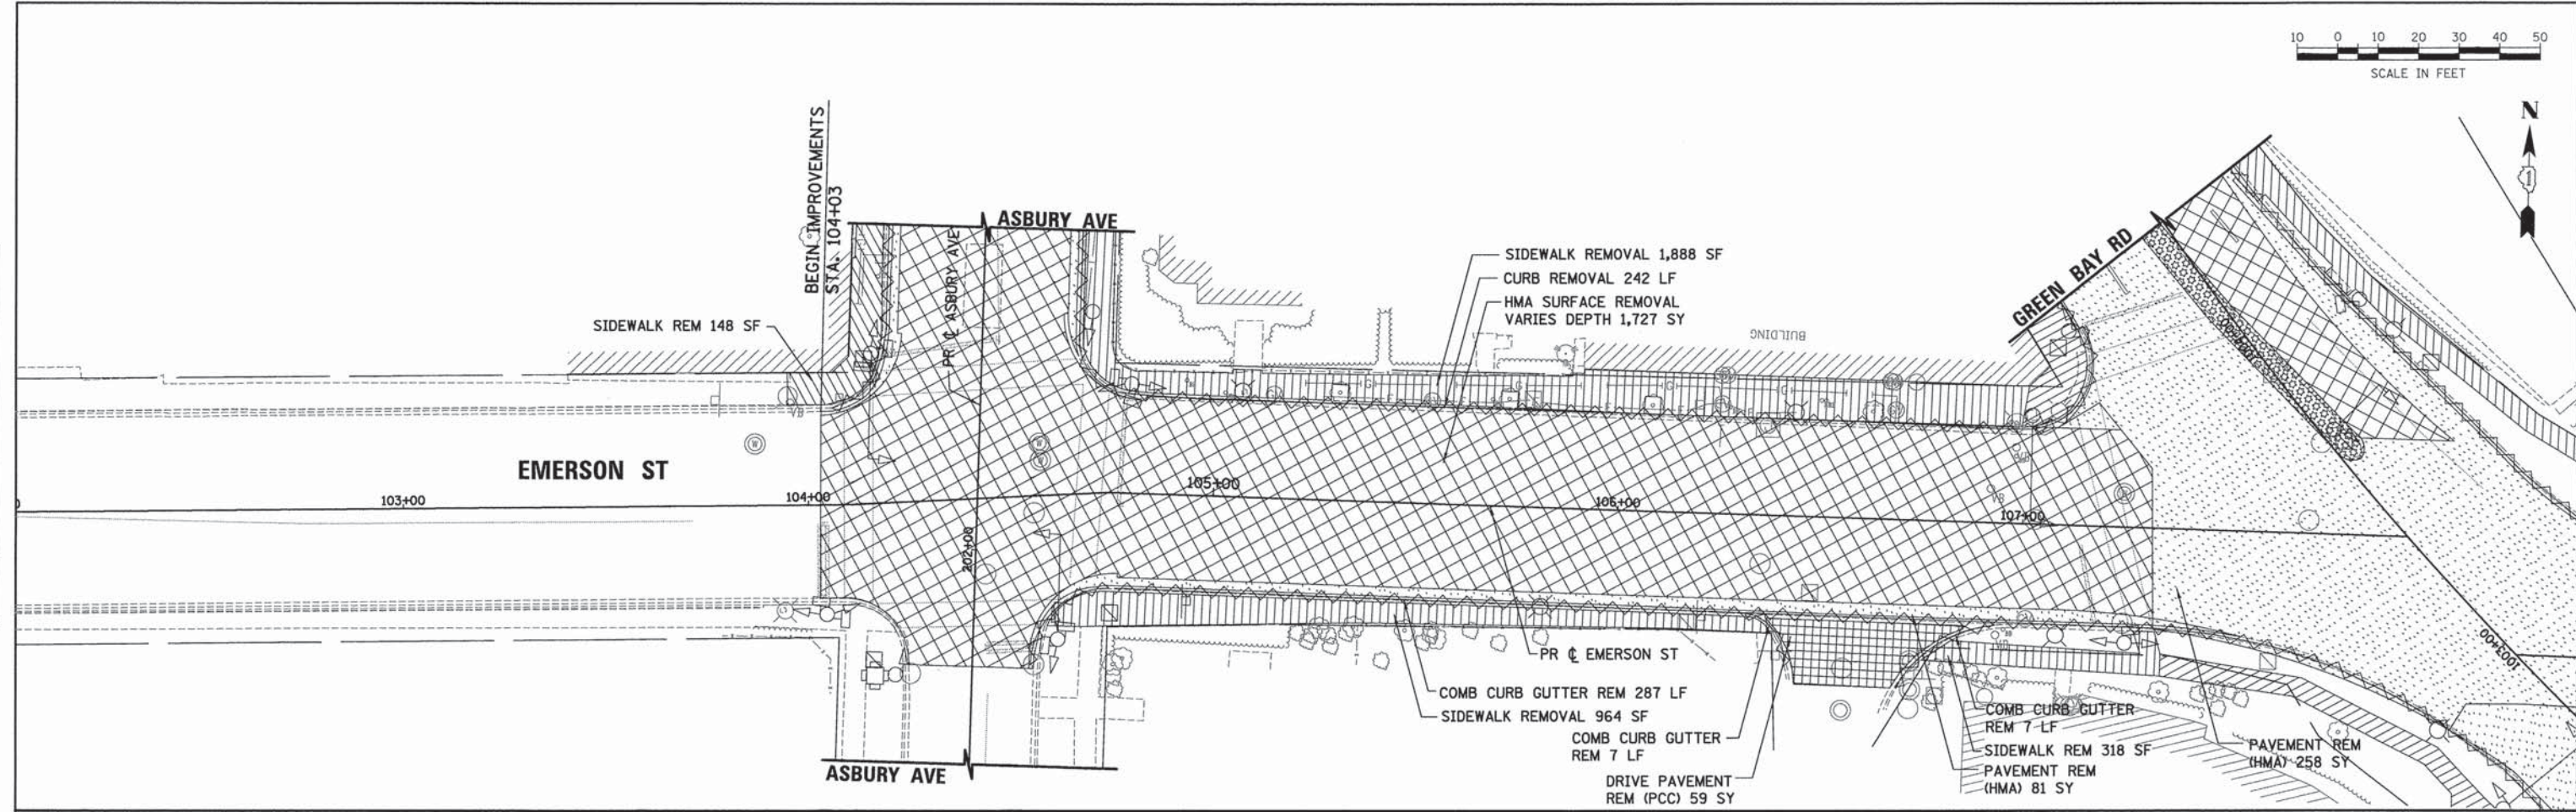 10 0 10 20 30 40 50
SCALE IN FEET
N
1
BEGIN IMPROVEMENTS
STA. 104+03
ASBURY AVE
PR ℄ ASBURY AVE
SIDEWALK REMOVAL 1,888 SF
CURB REMOVAL 242 LF
HMA SURFACE REMOVAL
VARIES DEPTH 1,727 SY
GREEN BAY RD
BUILDING
SIDEWALK REM 148 SF
EMERSON ST
103+00
104+00
105+00
106+00
107+00
202+00
1003+00
PR ℄ EMERSON ST
COMB CURB GUTTER REM 287 LF
SIDEWALK REMOVAL 964 SF
COMB CURB GUTTER
REM 7 LF
DRIVE PAVEMENT
REM (PCC) 59 SY
COMB CURB GUTTER
REM 7 LF
SIDEWALK REM 318 SF
PAVEMENT REM
(HMA) 81 SY
PAVEMENT REM
(HMA) 258 SY
ASBURY AVE